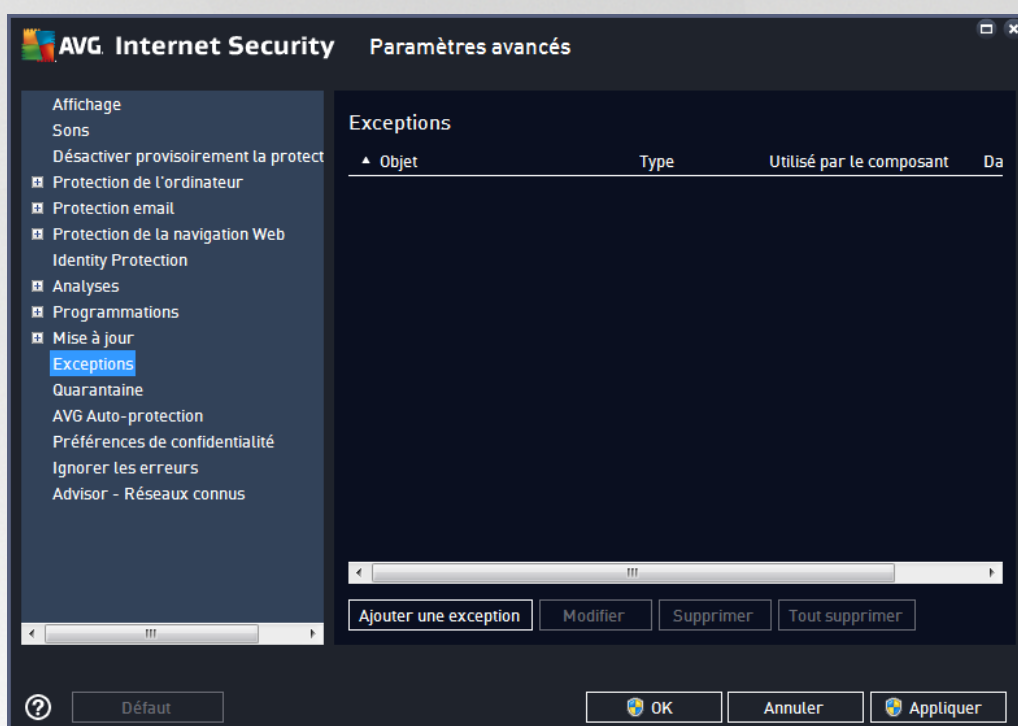 AVG. Internet Security Paramètres avancés
Affichage
Sons
Désactiver provisoirement la protect
Protection de l'ordinateur
Protection email
Protection de la navigation Web
Identity Protection
Analyses
Programmations
Mise à jour
Exceptions
Quarantaine
AVG Auto-protection
Préférences de confidentialité
Ignorer les erreurs
Advisor - Réseaux connus
Exceptions
Objet Type Utilisé par le composant Da
Ajouter une exception Modifier Supprimer Tout supprimer
Défaut OK Annuler Appliquer